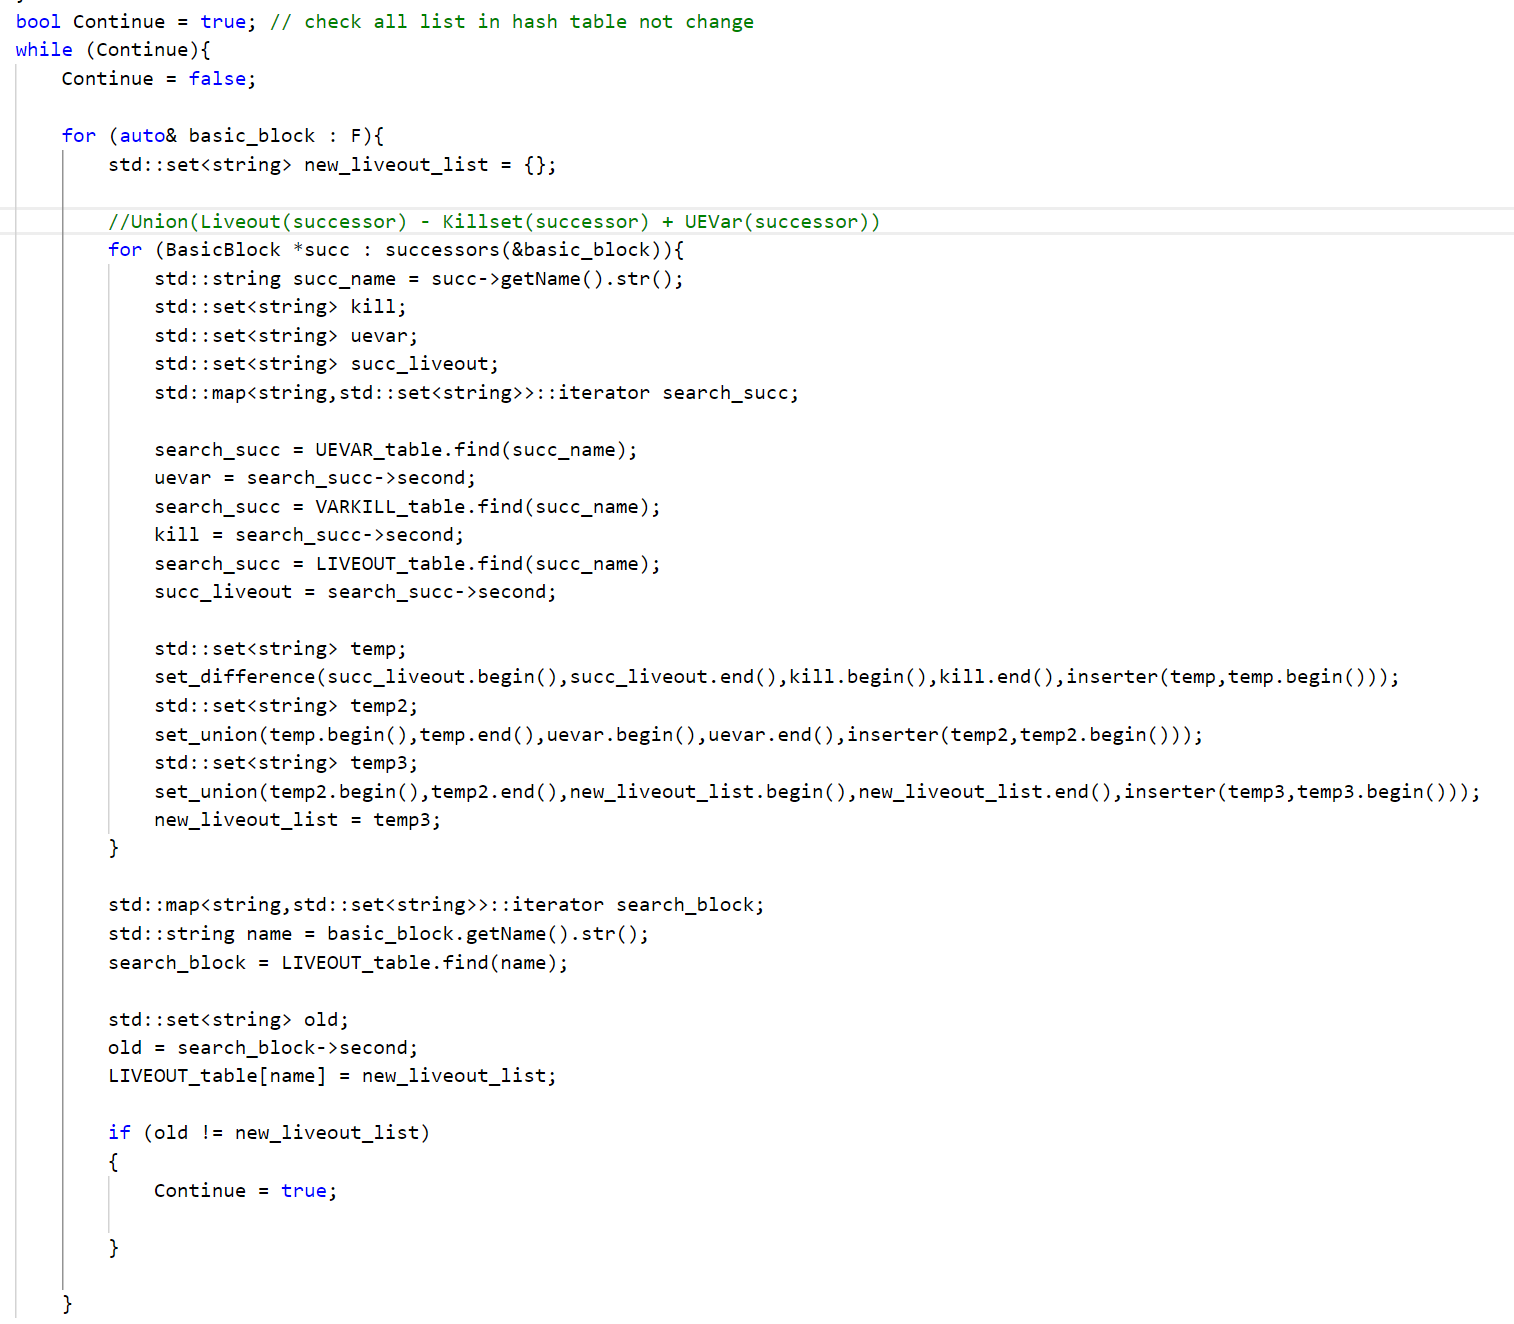 bool Continue = true; // check all list in hash table not change
while (Continue){
    Continue = false;

    for (auto& basic_block : F){
        std::set<string> new_liveout_list = {};

        //Union(Liveout(successor) - Killset(successor) + UEVar(successor))
        for (BasicBlock *succ : successors(&basic_block)){
            std::string succ_name = succ->getName().str();
            std::set<string> kill;
            std::set<string> uevar;
            std::set<string> succ_liveout;
            std::map<string,std::set<string>>::iterator search_succ;

            search_succ = UEVAR_table.find(succ_name);
            uevar = search_succ->second;
            search_succ = VARKILL_table.find(succ_name);
            kill = search_succ->second;
            search_succ = LIVEOUT_table.find(succ_name);
            succ_liveout = search_succ->second;

            std::set<string> temp;
            set_difference(succ_liveout.begin(),succ_liveout.end(),kill.begin(),kill.end(),inserter(temp,temp.begin()));
            std::set<string> temp2;
            set_union(temp.begin(),temp.end(),uevar.begin(),uevar.end(),inserter(temp2,temp2.begin()));
            std::set<string> temp3;
            set_union(temp2.begin(),temp2.end(),new_liveout_list.begin(),new_liveout_list.end(),inserter(temp3,temp3.begin()));
            new_liveout_list = temp3;
        }

        std::map<string,std::set<string>>::iterator search_block;
        std::string name = basic_block.getName().str();
        search_block = LIVEOUT_table.find(name);

        std::set<string> old;
        old = search_block->second;
        LIVEOUT_table[name] = new_liveout_list;

        if (old != new_liveout_list)
        {
            Continue = true;

        }

    }